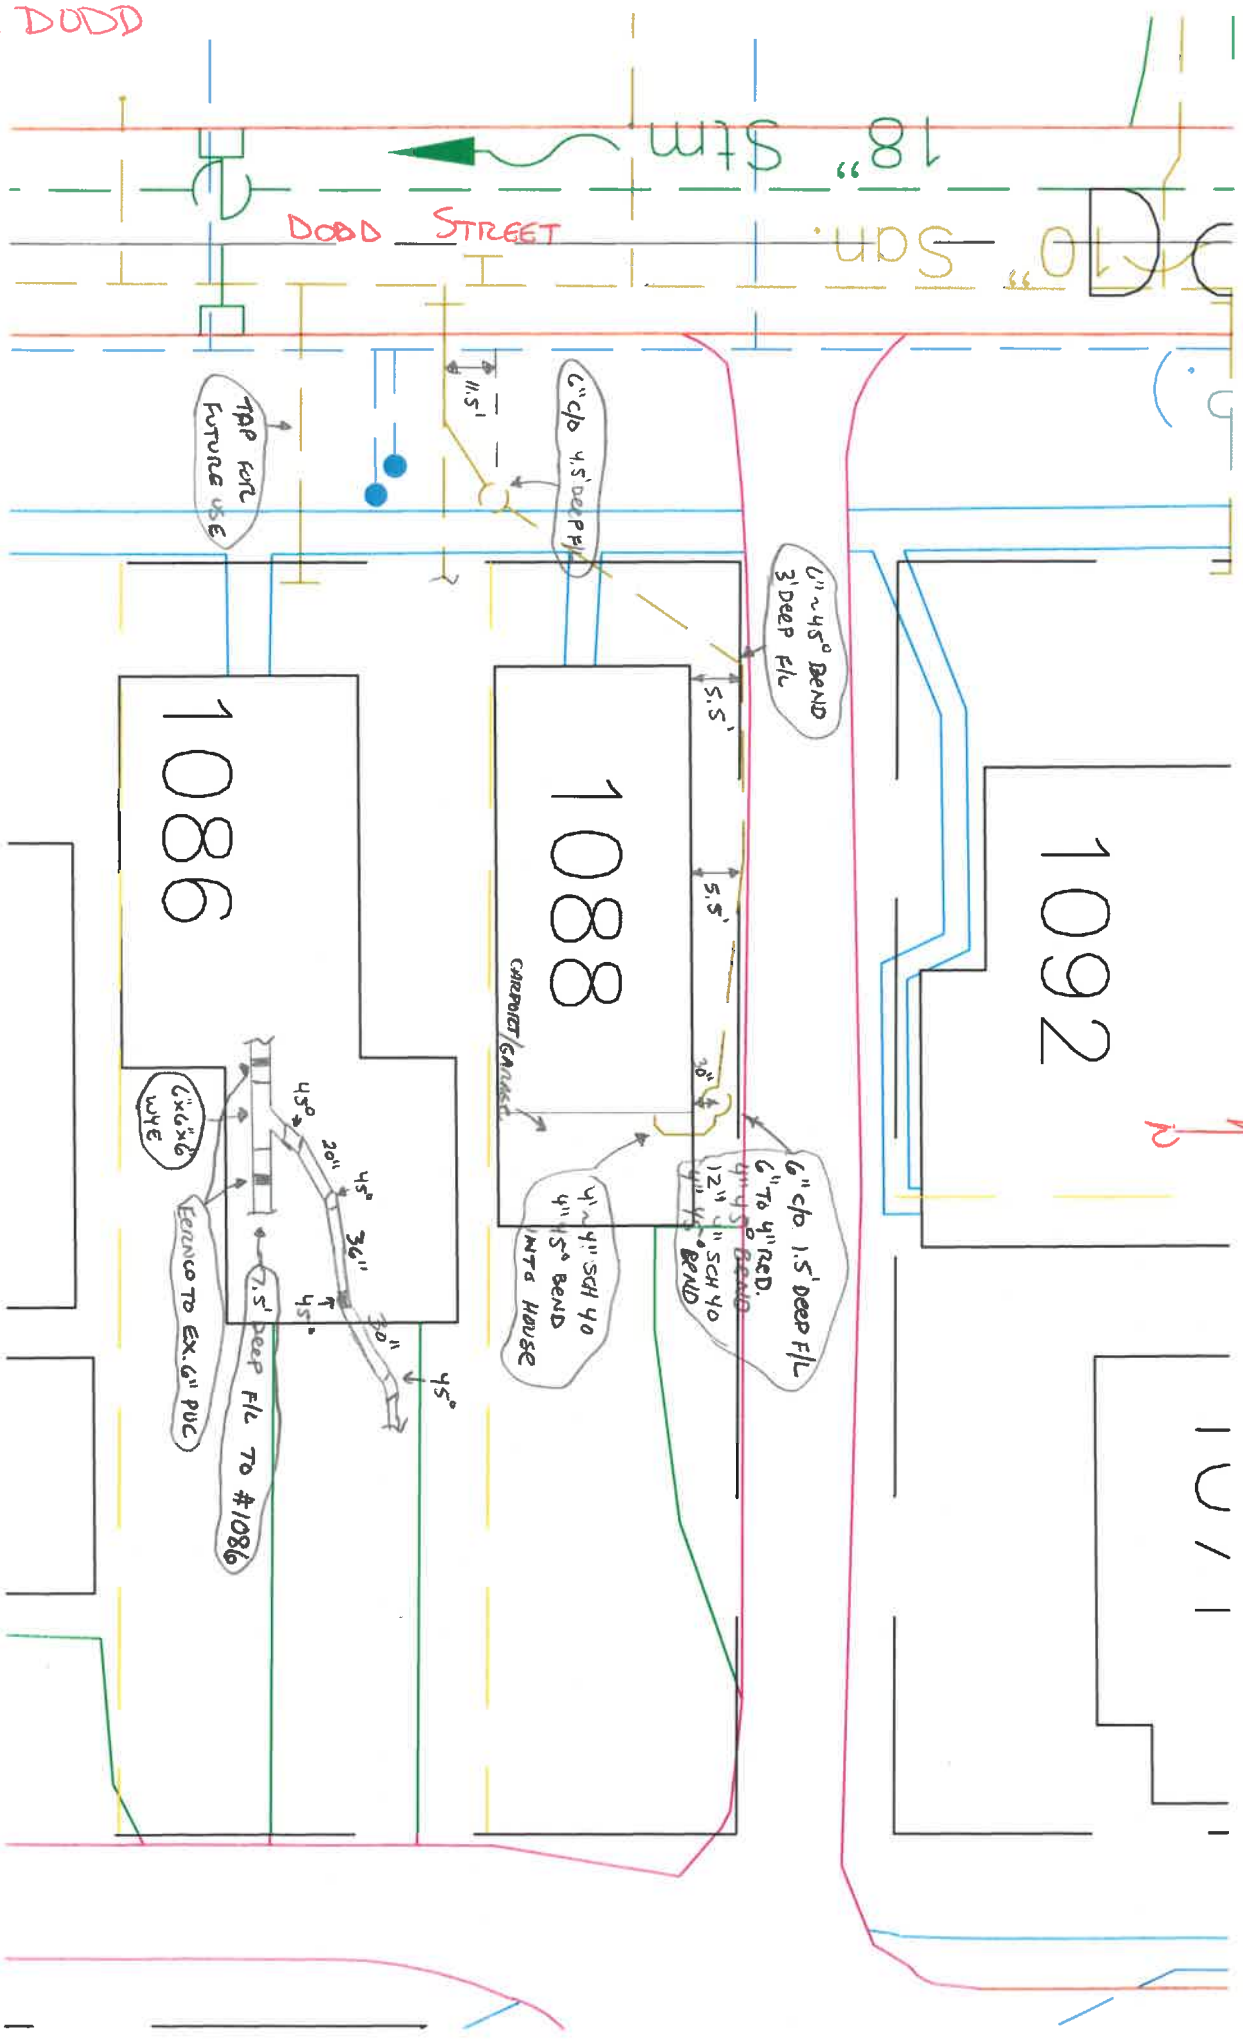 DODD
18" Stm
DODD STREET
10" San.
11.5'
6" c/o 4.5' DEEP F/L
TAP FOR
FUTURE USE
6" ~ 45° BEND
3' DEEP F/L
5.5'
5.5'
1086
1088
1092
CARPORT/GARAGE
30"
6" c/o 1.5' DEEP F/L
6" TO 4" RED.
4" 45° BEND
12" 4" SCH 40
4" 45° BEND
4' ~ 4" SCH 40
4" 45° BEND
INTO HOUSE
45°
20"
45°
36"
45°
30"
45°
6"x6"x6"
WYE
FERNCO TO EX. 6" PVC
7.5' DEEP F/L TO #1086